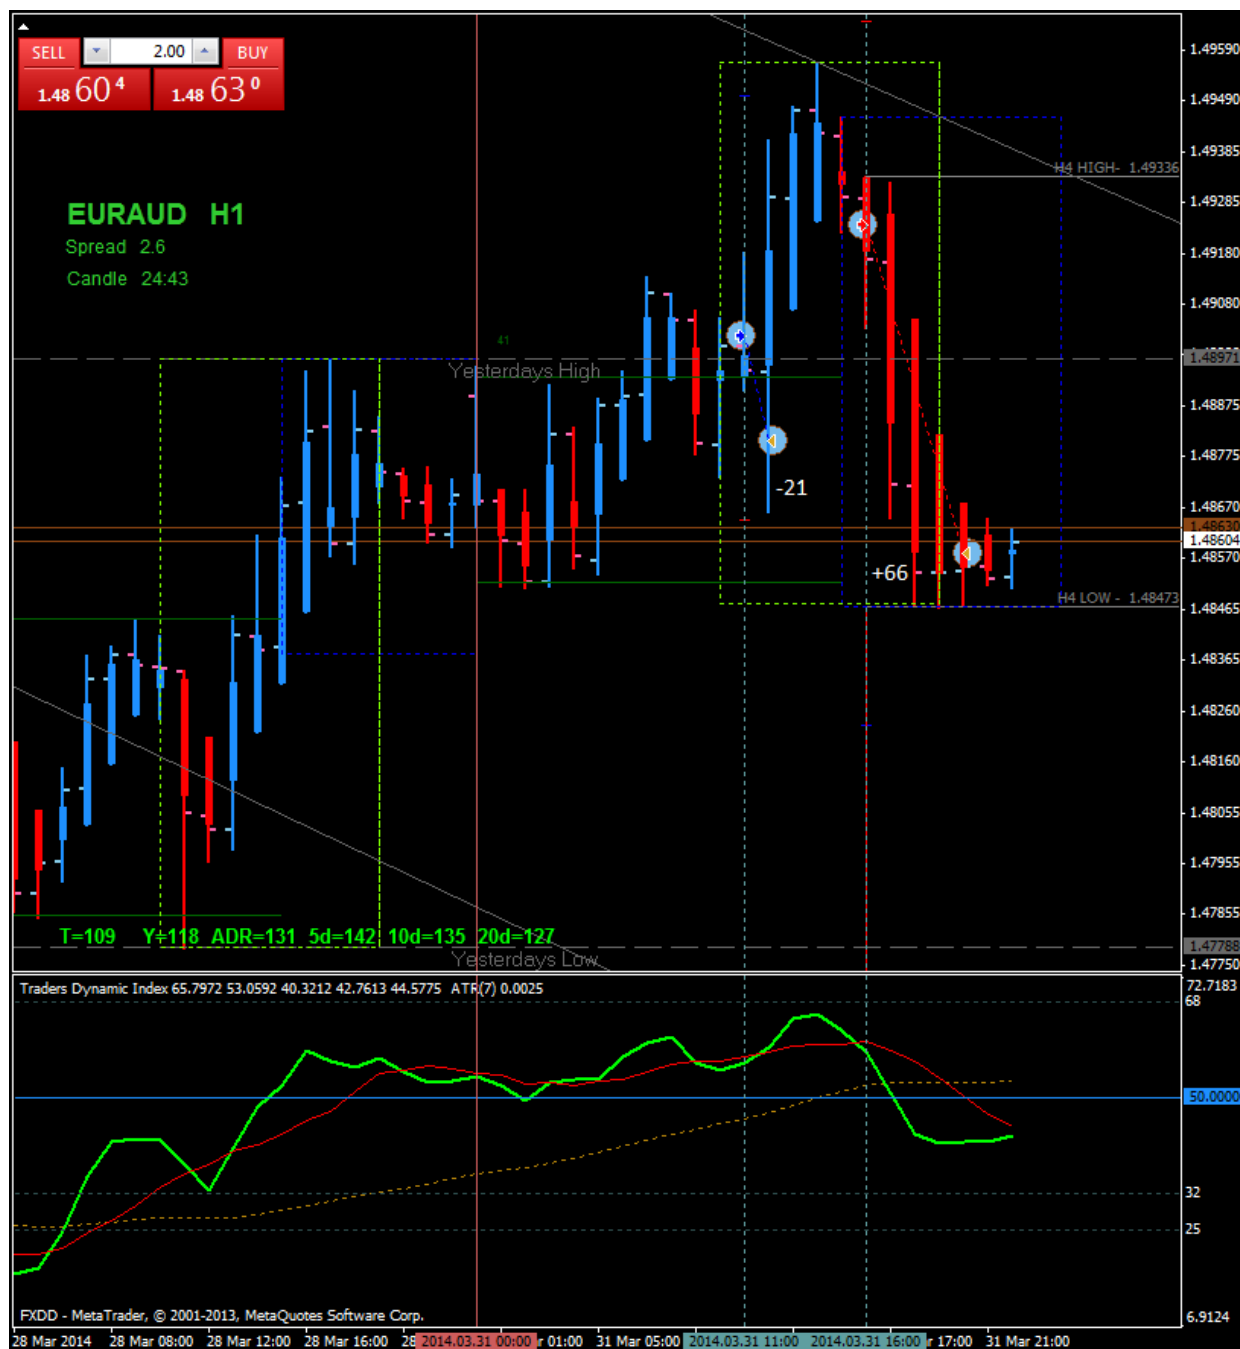 SELL 2.00 BUY
1.48 60 4 1.48 63 0
EURAUD H1
Spread 2.6
Candle 24:43
41
Yesterdays High
-21
+66
H4 HIGH- 1.49336
H4 LOW - 1.48473
T=109 Y=118 ADR=131 5d=142 10d=135 20d=127
Yesterdays Low
1.49590
1.49490
1.49385
1.49285
1.49180
1.49080
1.48971
1.48875
1.48775
1.48670
1.48630
1.48604
1.48570
1.48465
1.48365
1.48260
1.48160
1.48055
1.47955
1.47855
1.47788
1.47750
Traders Dynamic Index 65.7972 53.0592 40.3212 42.7613 44.5775 ATR(7) 0.0025
72.7183
68
50.0000
32
25
6.9124
FXDD - MetaTrader, © 2001-2013, MetaQuotes Software Corp.
28 Mar 2014 28 Mar 08:00 28 Mar 12:00 28 Mar 16:00 28 2014.03.31 00:00 r 01:00 31 Mar 05:00 2014.03.31 11:00 2014.03.31 16:00 r 17:00 31 Mar 21:00